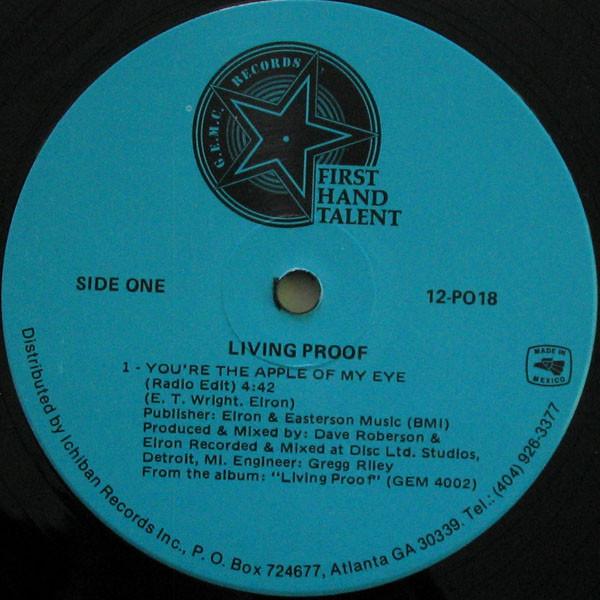 G.E.M.C. RECORDS
FIRST
HAND
TALENT
SIDE ONE
12-PO18
LIVING PROOF
1 - YOU'RE THE APPLE OF MY EYE
(Radio Edit) 4:42
(E. T. Wright, Elron)
Publisher: Elron & Easterson Music (BMI)
Produced & Mixed by: Dave Roberson &
Elron Recorded & Mixed at Disc Ltd. Studios,
Detroit, MI. Engineer: Gregg Riley
From the album: "Living Proof" (GEM 4002)
MADE IN
MEXICO
Distributed by Ichiban Records Inc., P. O. Box 724677, Atlanta GA 30339. Tel.: (404) 926-3377